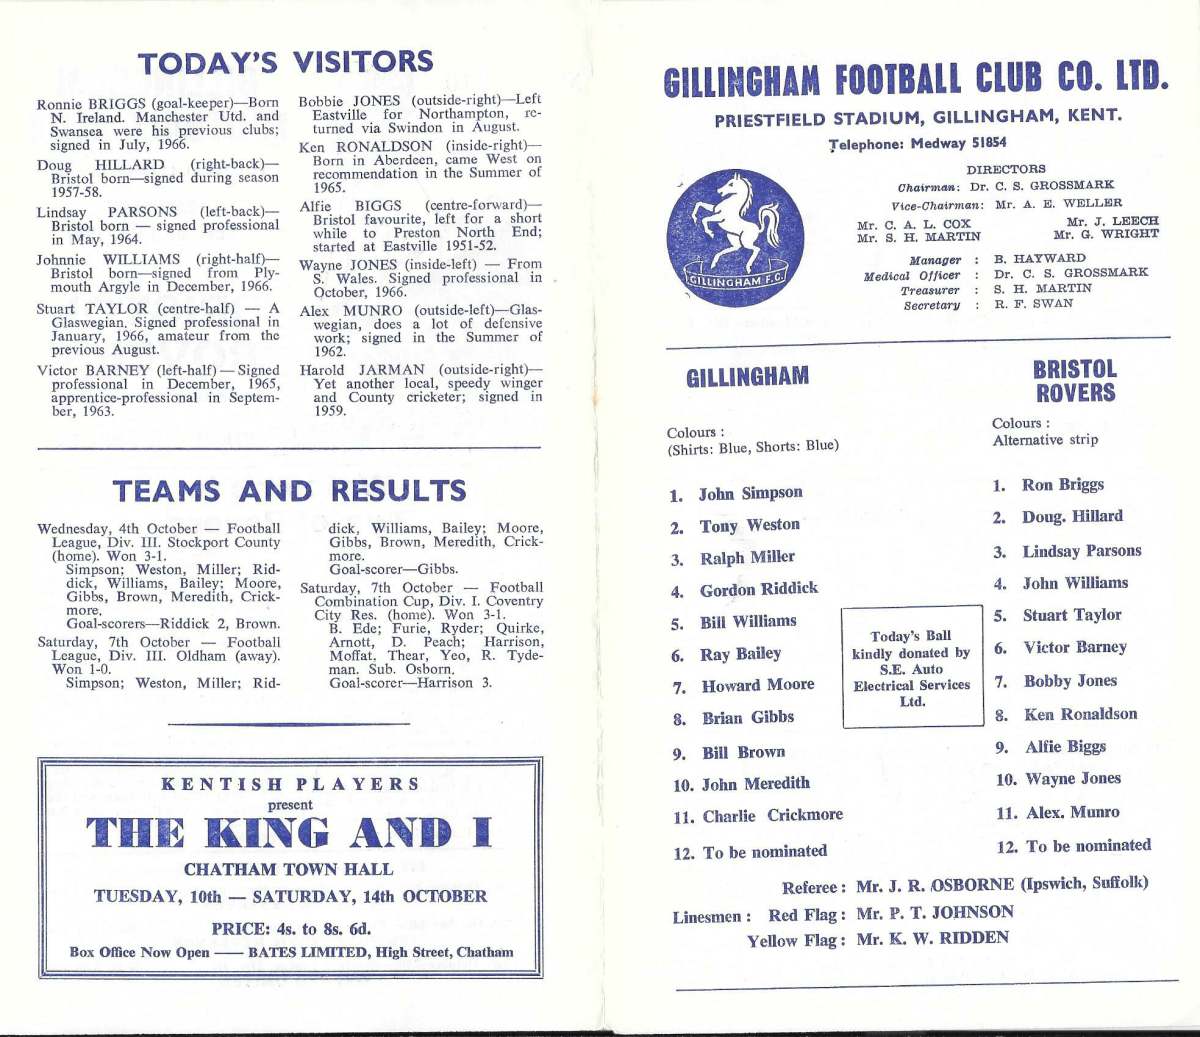 TODAY'S VISITORS
Ronnie BRIGGS (goal-keeper)—Born
N. Ireland. Manchester Utd. and
Swansea were his previous clubs;
signed in July, 1966.
Doug HILLARD (right-back)—
Bristol born—signed during season
1957-58.
Lindsay PARSONS (left-back)—
Bristol born — signed professional
in May, 1964.
Johnnie WILLIAMS (right-half)—
Bristol born—signed from Ply-
mouth Argyle in December, 1966.
Stuart TAYLOR (centre-half) — A
Glaswegian. Signed professional in
January, 1966, amateur from the
previous August.
Victor BARNEY (left-half) — Signed
professional in December, 1965,
apprentice-professional in Septem-
ber, 1963.
Bobbie JONES (outside-right)—Left
Eastville for Northampton, re-
turned via Swindon in August.
Ken RONALDSON (inside-right)—
Born in Aberdeen, came West on
recommendation in the Summer of
1965.
Alfie BIGGS (centre-forward)—
Bristol favourite, left for a short
while to Preston North End;
started at Eastville 1951-52.
Wayne JONES (inside-left) — From
S. Wales. Signed professional in
October, 1966.
Alex MUNRO (outside-left)—Glas-
wegian, does a lot of defensive
work; signed in the Summer of
1962.
Harold JARMAN (outside-right)—
Yet another local, speedy winger
and County cricketer; signed in
1959.
TEAMS AND RESULTS
Wednesday, 4th October — Football
League, Div. III. Stockport County
(home). Won 3-1.
Simpson; Weston, Miller; Rid-
dick, Williams, Bailey; Moore,
Gibbs, Brown, Meredith, Crick-
more.
Goal-scorers—Riddick 2, Brown.
Saturday, 7th October — Football
League, Div. III. Oldham (away).
Won 1-0.
Simpson; Weston, Miller; Rid-
dick, Williams, Bailey; Moore,
Gibbs, Brown, Meredith, Crick-
more.
Goal-scorer—Gibbs.
Saturday, 7th October — Football
Combination Cup, Div. I. Coventry
City Res. (home). Won 3-1.
B. Ede; Furie, Ryder; Quirke,
Arnott, D. Peach; Harrison,
Moffat, Thear, Yeo, R. Tyde-
man. Sub. Osborn.
Goal-scorer—Harrison 3.
KENTISH PLAYERS
present
THE KING AND I
CHATHAM TOWN HALL
TUESDAY, 10th — SATURDAY, 14th OCTOBER
PRICE: 4s. to 8s. 6d.
Box Office Now Open —— BATES LIMITED, High Street, Chatham
GILLINGHAM FOOTBALL CLUB CO. LTD.
PRIESTFIELD STADIUM, GILLINGHAM, KENT.
Telephone: Medway 51854
GILLINGHAM F.C.
DIRECTORS
Chairman: Dr. C. S. GROSSMARK
Vice-Chairman: Mr. A. E. WELLER
Mr. C. A. L. COX Mr. J. LEECH
Mr. S. H. MARTIN Mr. G. WRIGHT
Manager : B. HAYWARD
Medical Officer : Dr. C. S. GROSSMARK
Treasurer : S. H. MARTIN
Secretary : R. F. SWAN
GILLINGHAM
Colours :
(Shirts: Blue, Shorts: Blue)
1. John Simpson
2. Tony Weston
3. Ralph Miller
4. Gordon Riddick
5. Bill Williams
6. Ray Bailey
7. Howard Moore
8. Brian Gibbs
9. Bill Brown
10. John Meredith
11. Charlie Crickmore
12. To be nominated
Today's Ball
kindly donated by
S.E. Auto
Electrical Services
Ltd.
BRISTOL
ROVERS
Colours :
Alternative strip
1. Ron Briggs
2. Doug. Hillard
3. Lindsay Parsons
4. John Williams
5. Stuart Taylor
6. Victor Barney
7. Bobby Jones
8. Ken Ronaldson
9. Alfie Biggs
10. Wayne Jones
11. Alex. Munro
12. To be nominated
Referee : Mr. J. R. OSBORNE (Ipswich, Suffolk)
Linesmen : Red Flag : Mr. P. T. JOHNSON
Yellow Flag : Mr. K. W. RIDDEN